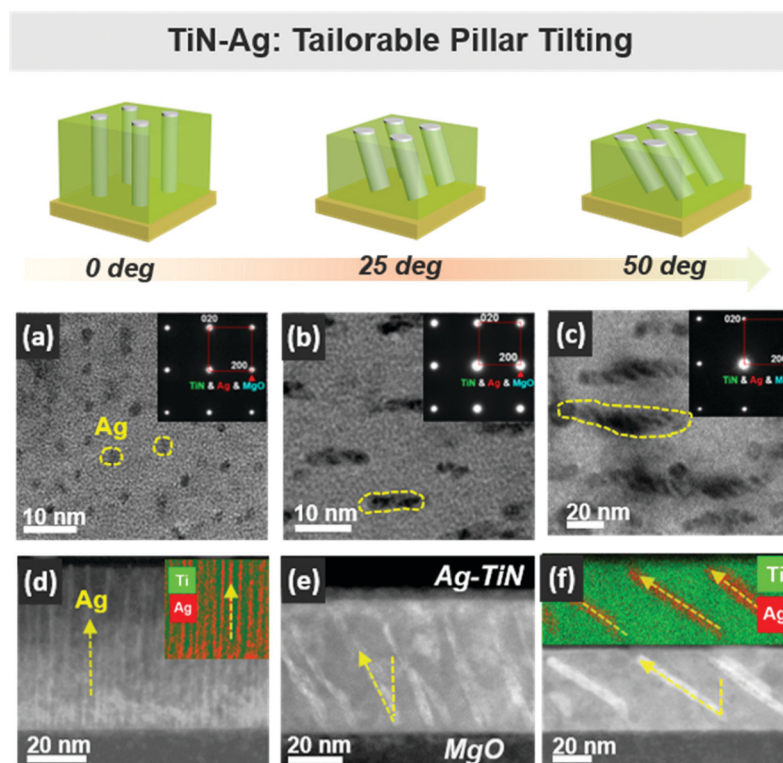 TiN-Ag: Tailorable Pillar Tilting
0 deg
25 deg
50 deg
(a)
020
200
TiN & Ag & MgO
Ag
10 nm
(b)
020
200
TiN & Ag & MgO
10 nm
(c)
020
200
TiN & Ag & M
20 nm
(d)
Ti
Ag
Ag
20 nm
(e)
Ag-TiN
20 nm
MgO
(f)
Ti
Ag
20 nm